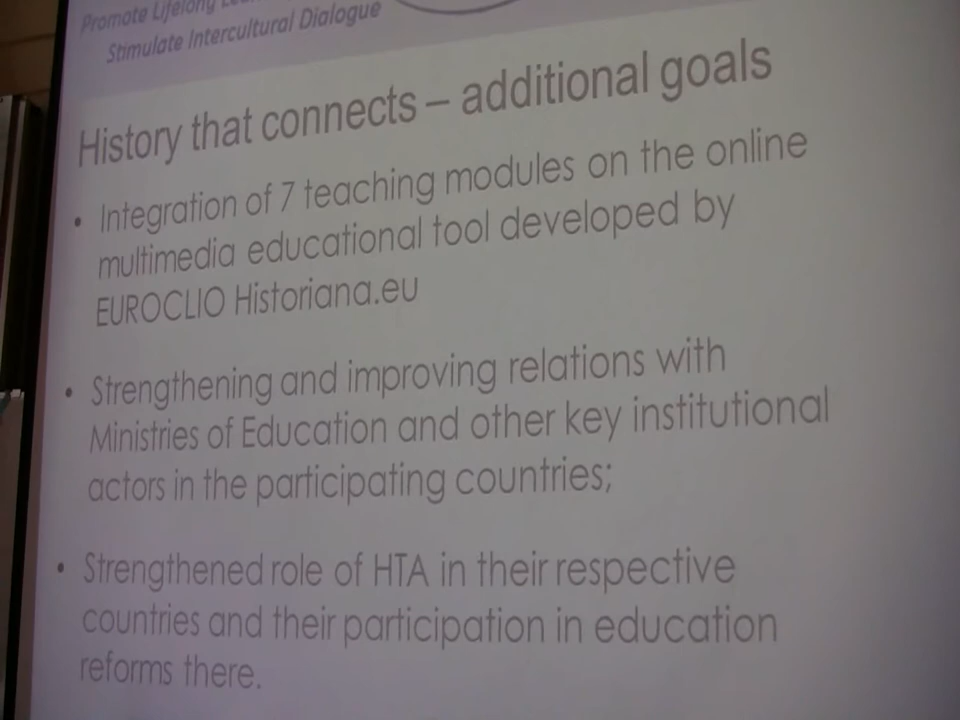 Promote Lifelong
Stimulate Intercultural Dialogue
History that connects – additional goals
• Integration of 7 teaching modules on the online
multimedia educational tool developed by
EUROCLIO Historiana.eu
• Strengthening and improving relations with
Ministries of Education and other key institutional
actors in the participating countries;
• Strengthened role of HTA in their respective
countries and their participation in education
reforms there.